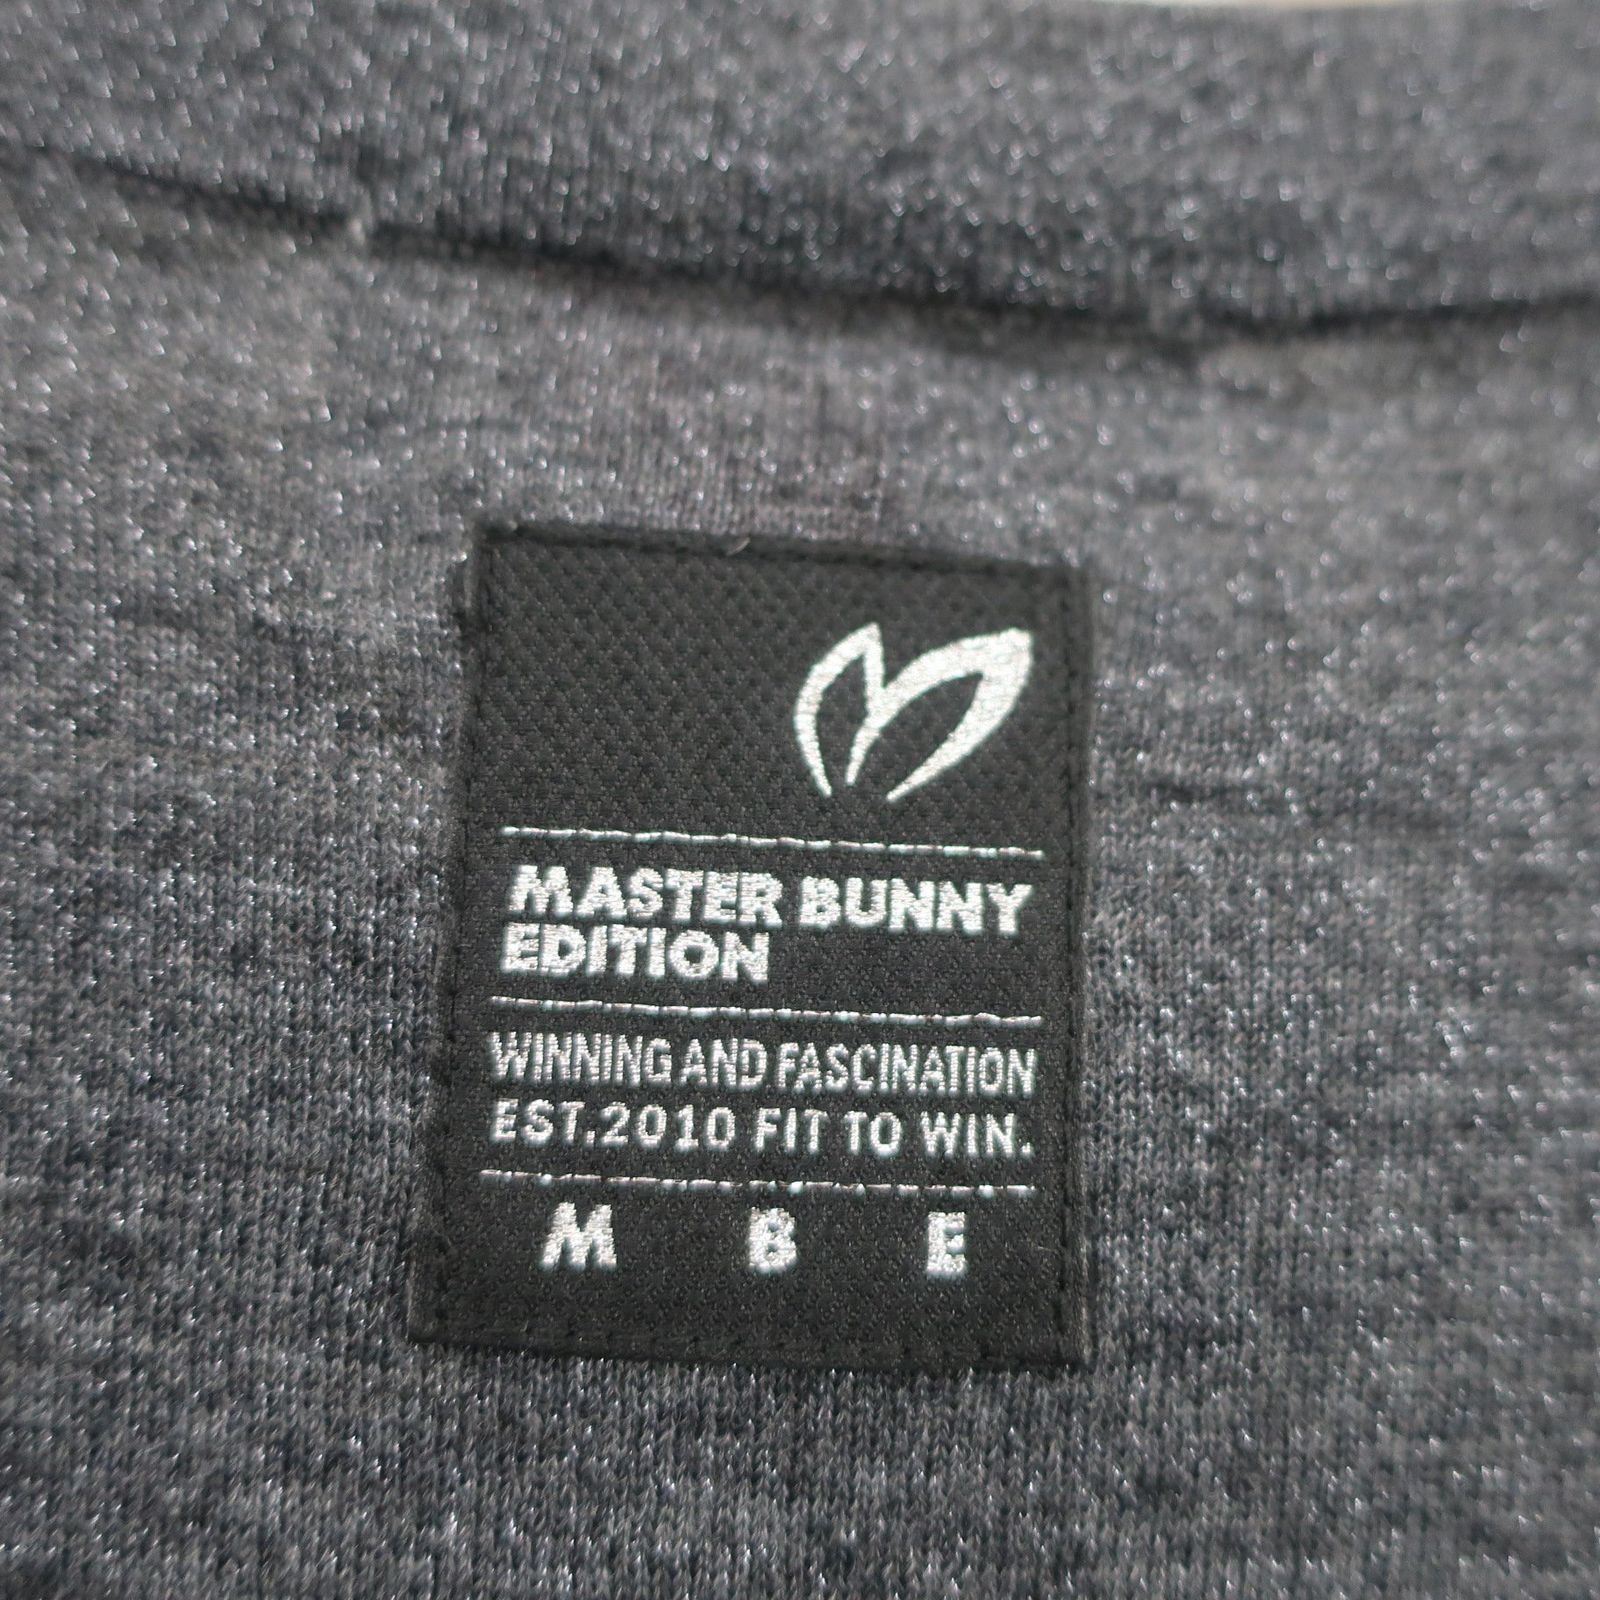 MASTER BUNNY
EDITION
WINNING AND FASCINATION
EST.2010 FIT TO WIN.
M B E